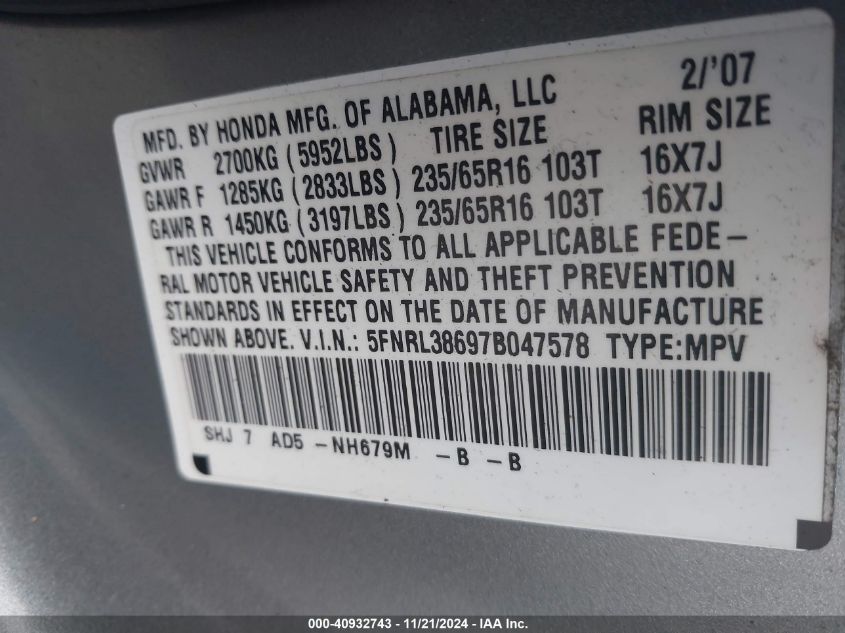 2/'07
MFD. BY HONDA MFG. OF ALABAMA, LLC
GVWR 2700KG (5952LBS) TIRE SIZE RIM SIZE
GAWR F 1285KG (2833LBS) 235/65R16 103T 16X7J
GAWR R 1450KG (3197LBS) 235/65R16 103T 16X7J
THIS VEHICLE CONFORMS TO ALL APPLICABLE FEDE-
RAL MOTOR VEHICLE SAFETY AND THEFT PREVENTION
STANDARDS IN EFFECT ON THE DATE OF MANUFACTURE
SHOWN ABOVE. V.I.N.: 5FNRL38697B047578 TYPE:MPV
SHJ 7 AD5 -NH679M -B -B
000-40932743 - 11/21/2024 - IAA Inc.